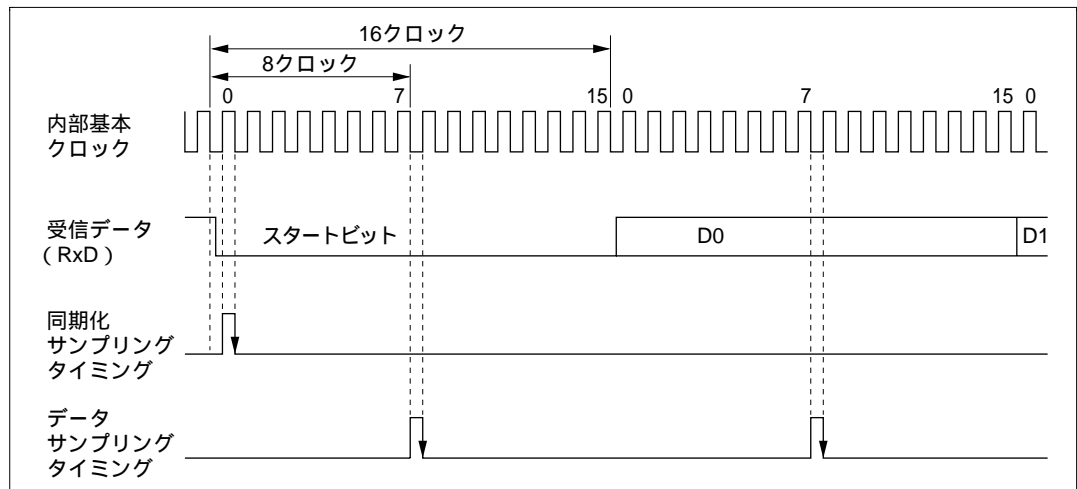 16クロック
8クロック
0 7 15 0 7 15 0
内部基本
クロック
受信データ
( RxD )
スタートビット
D0
D1
同期化
サンプリング
タイミング
データ
サンプリング
タイミング